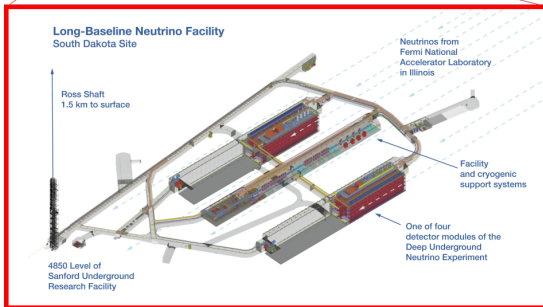 Long-Baseline Neutrino Facility
South Dakota Site
Neutrinos from
Fermi National
Accelerator Laboratory
in Illinois
Ross Shaft
1.5 km to surface
Facility
and cryogenic
support systems
One of four
detector modules of the
Deep Underground
Neutrino Experiment
4850 Level of
Sanford Underground
Research Facility